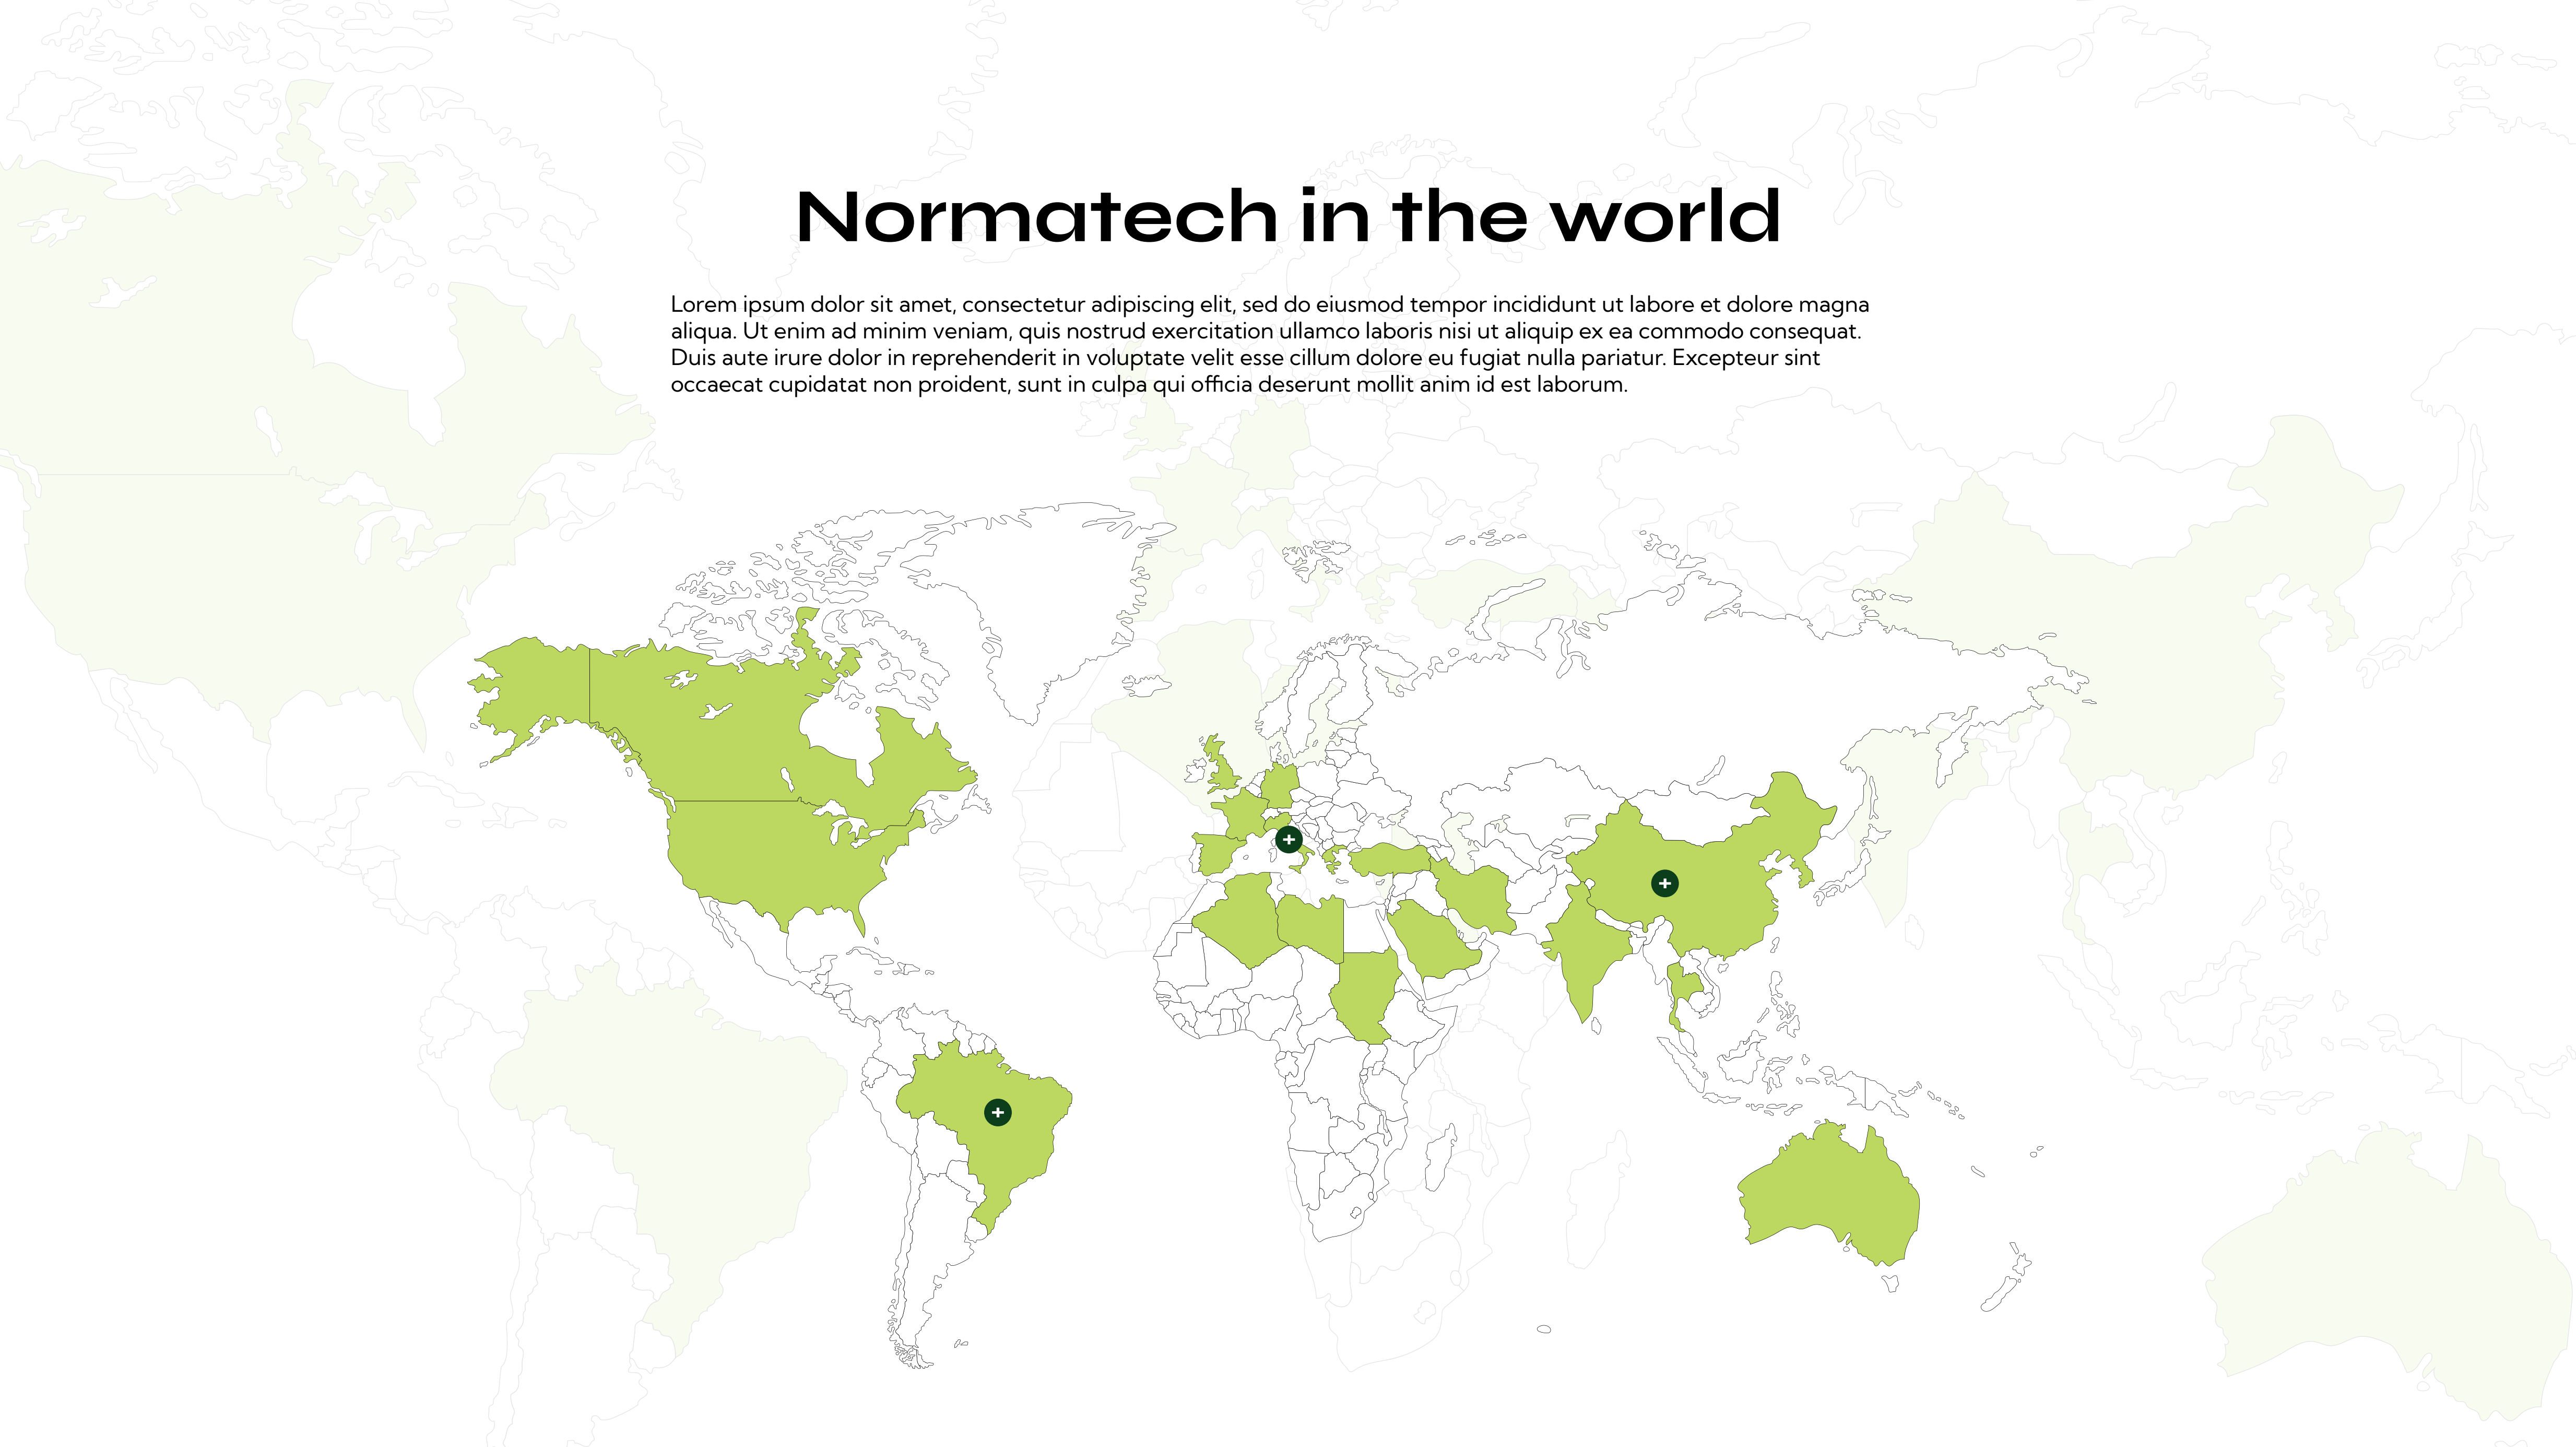 Normatech in the world
Lorem ipsum dolor sit amet, consectetur adipiscing elit, sed do eiusmod tempor incididunt ut labore et dolore magna
aliqua. Ut enim ad minim veniam, quis nostrud exercitation ullamco laboris nisi ut aliquip ex ea commodo consequat.
Duis aute irure dolor in reprehenderit in voluptate velit esse cillum dolore eu fugiat nulla pariatur. Excepteur sint
occaecat cupidatat non proident, sunt in culpa qui officia deserunt mollit anim id est laborum.